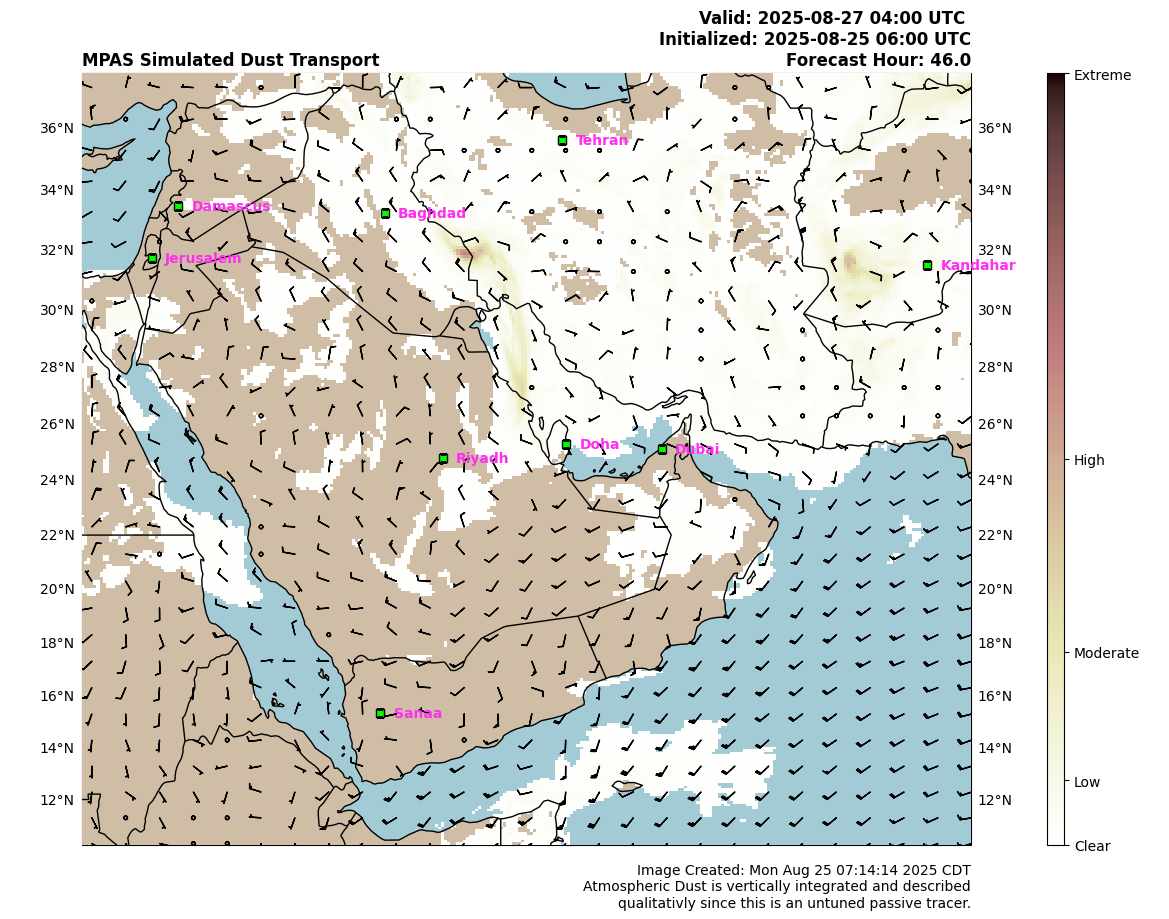 Valid: 2025-08-27 04:00 UTC
Initialized: 2025-08-25 06:00 UTC
MPAS Simulated Dust Transport
Forecast Hour: 46.0
Extreme
36°N
Tehran
36°N
34°N
34°N
Damascus
Baghdad
32°N
32°N
Jerusalem
Kandahar
30°N
30°N
28°N
28°N
26°N
26°N
Doha
Dubai
Riyadh
High
24°N
24°N
22°N
22°N
20°N
20°N
18°N
18°N
Moderate
16°N
16°N
Sanaa
14°N
14°N
Low
12°N
12°N
Clear
Image Created: Mon Aug 25 07:14:14 2025 CDT
Atmospheric Dust is vertically integrated and described
qualitativly since this is an untuned passive tracer.